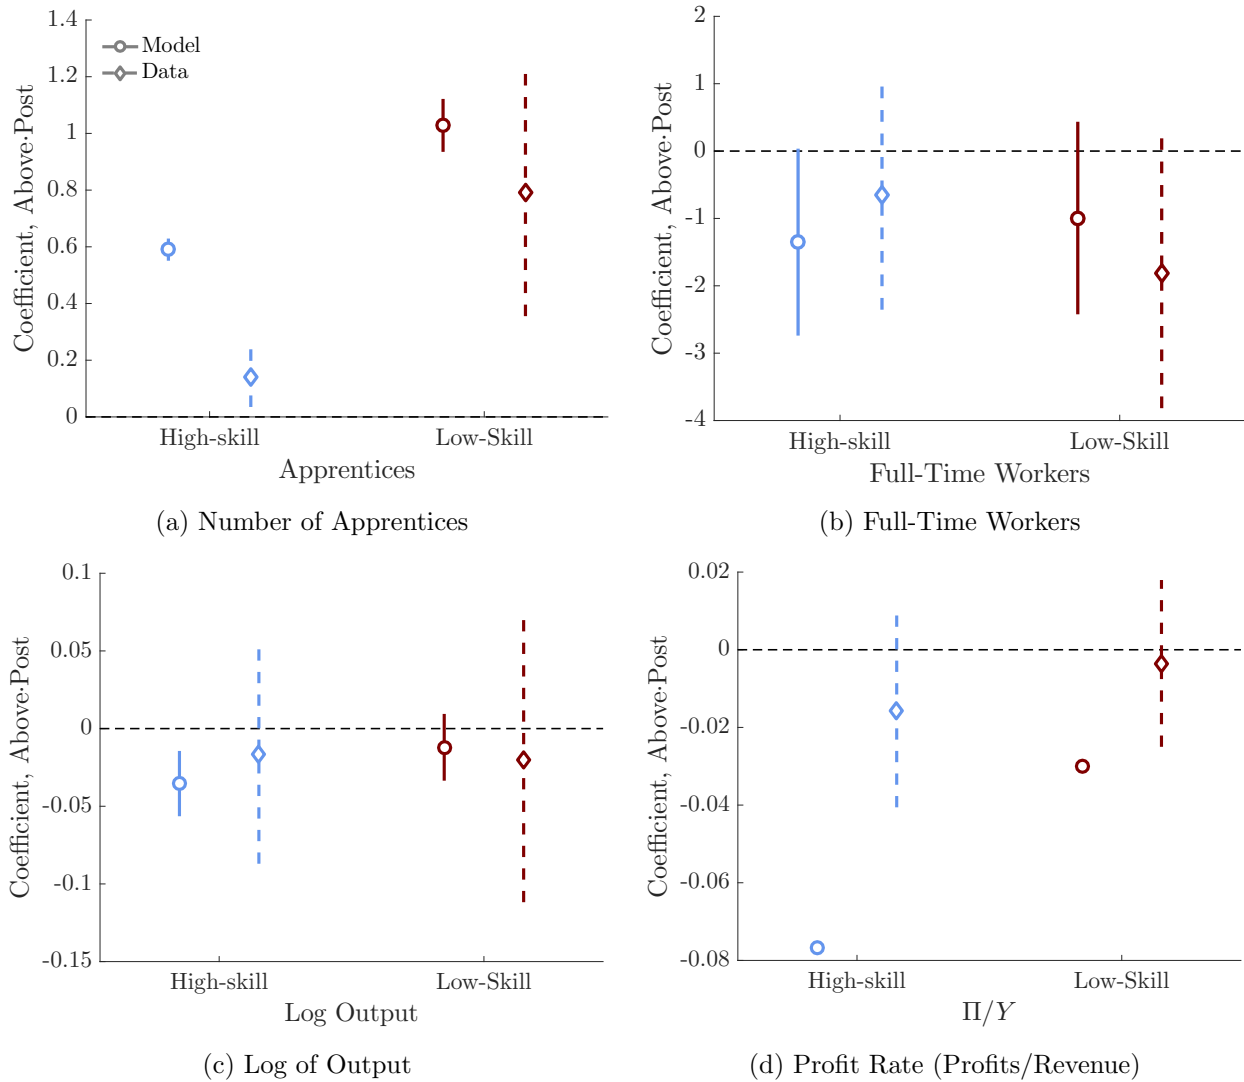 Coefficient, Above·Post
1.4
1.2
1
0.8
0.6
0.4
0.2
0
Model
Data
High-skill
Low-Skill
Apprentices
(a) Number of Apprentices
Coefficient, Above·Post
2
1
0
-1
-2
-3
-4
High-skill
Low-Skill
Full-Time Workers
(b) Full-Time Workers
Coefficient, Above·Post
0.1
0.05
0
-0.05
-0.1
-0.15
High-skill
Low-Skill
Log Output
(c) Log of Output
Coefficient, Above·Post
0.02
0
-0.02
-0.04
-0.06
-0.08
High-skill
Low-Skill
Π/Y
(d) Profit Rate (Profits/Revenue)